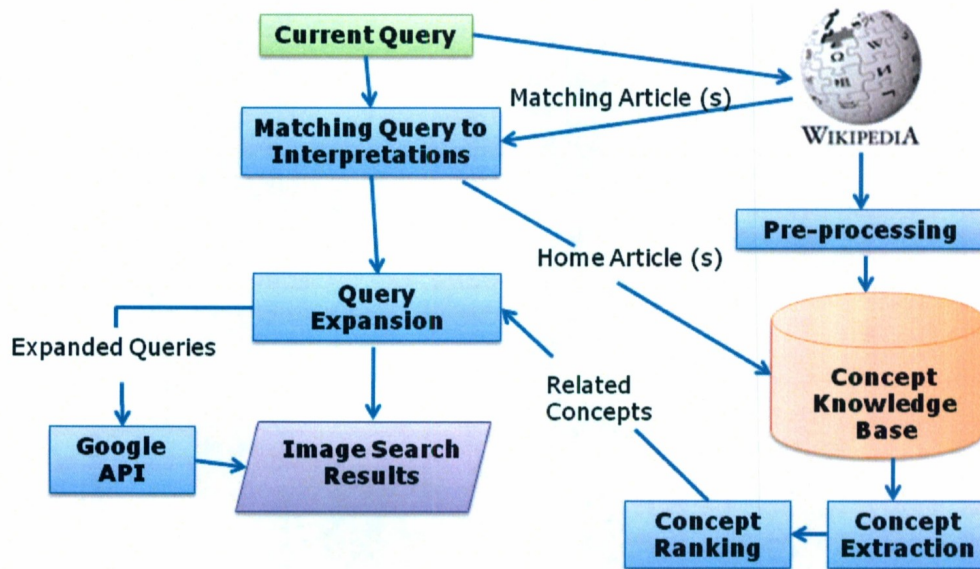 Current Query
Matching Article (s)
WIKIPEDIA
Matching Query to
Interpretations
Pre-processing
Home Article (s)
Query
Expansion
Expanded Queries
Concept
Knowledge
Base
Related
Concepts
Google
API
Image Search
Results
Concept
Ranking
Concept
Extraction